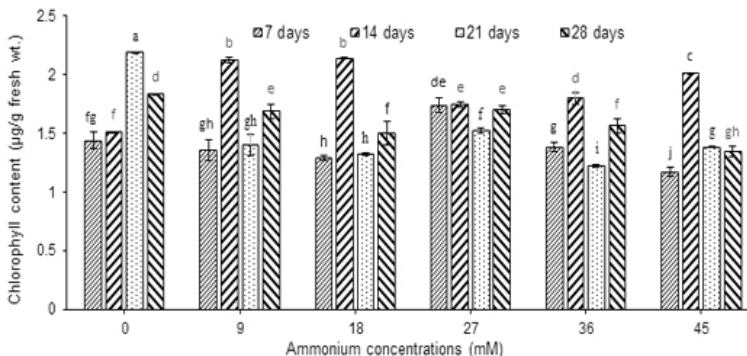 2.5
2
1.5
1
0.5
0
Chlorophyll content (µg/g fresh wt.)
7 days 14 days 21 days 28 days
fg f a d
gh b gh e
h b h f
de e f e
g d i f
j c g gh
0 9 18 27 36 45
Ammonium concentrations (mM)